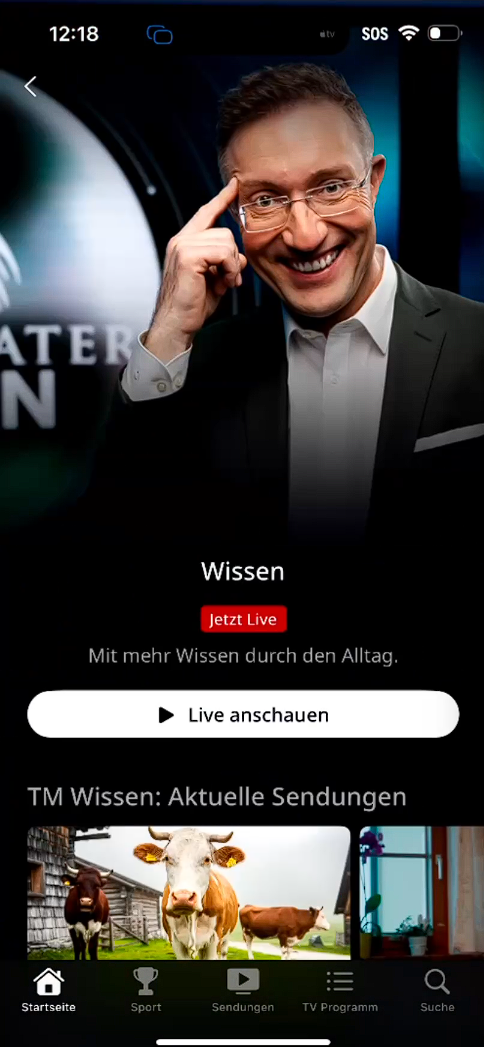 12:18
tv
SOS
ATER
N
Wissen
Jetzt Live
Mit mehr Wissen durch den Alltag.
Live anschauen
TM Wissen: Aktuelle Sendungen
Startseite
Sport
Sendungen
TV Programm
Suche